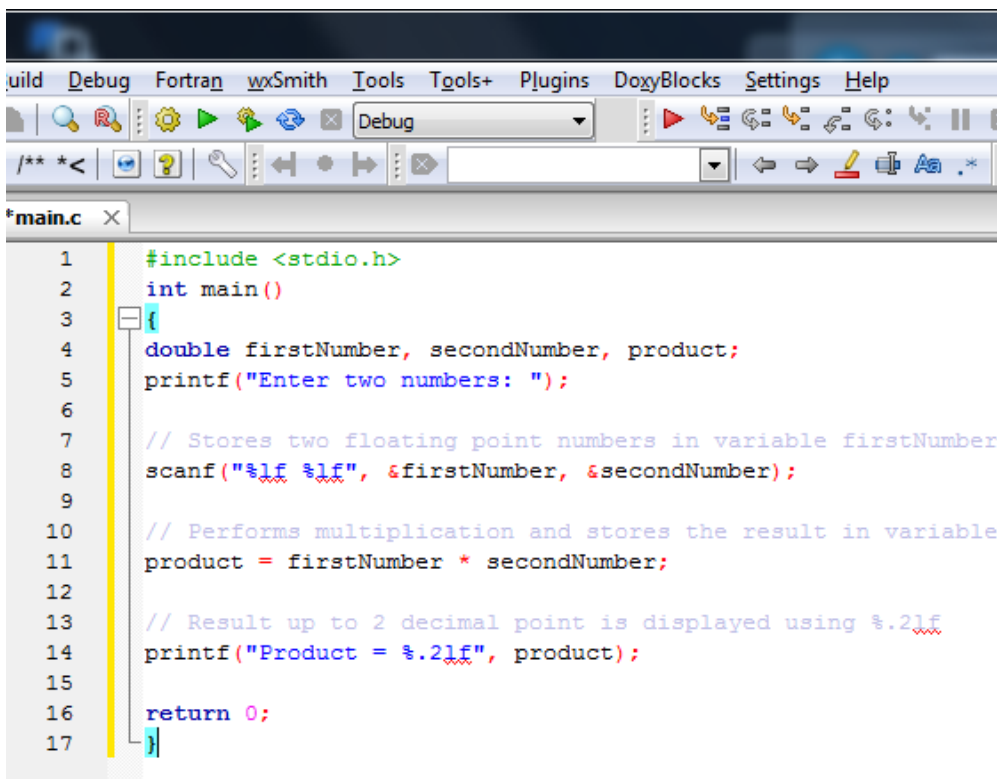 Debug Fortran wxSmith Tools Tools+ Plugins DoxyBlocks Settings Help
Debug
/** *<
*main.c
1 #include <stdio.h>
2 int main()
3 {
4 double firstNumber, secondNumber, product;
5 printf("Enter two numbers: ");
6
7 // Stores two floating point numbers in variable firstNumber
8 scanf("%lf %lf", &firstNumber, &secondNumber);
9
10 // Performs multiplication and stores the result in variable
11 product = firstNumber * secondNumber;
12
13 // Result up to 2 decimal point is displayed using %.2lf
14 printf("Product = %.2lf", product);
15
16 return 0;
17 }